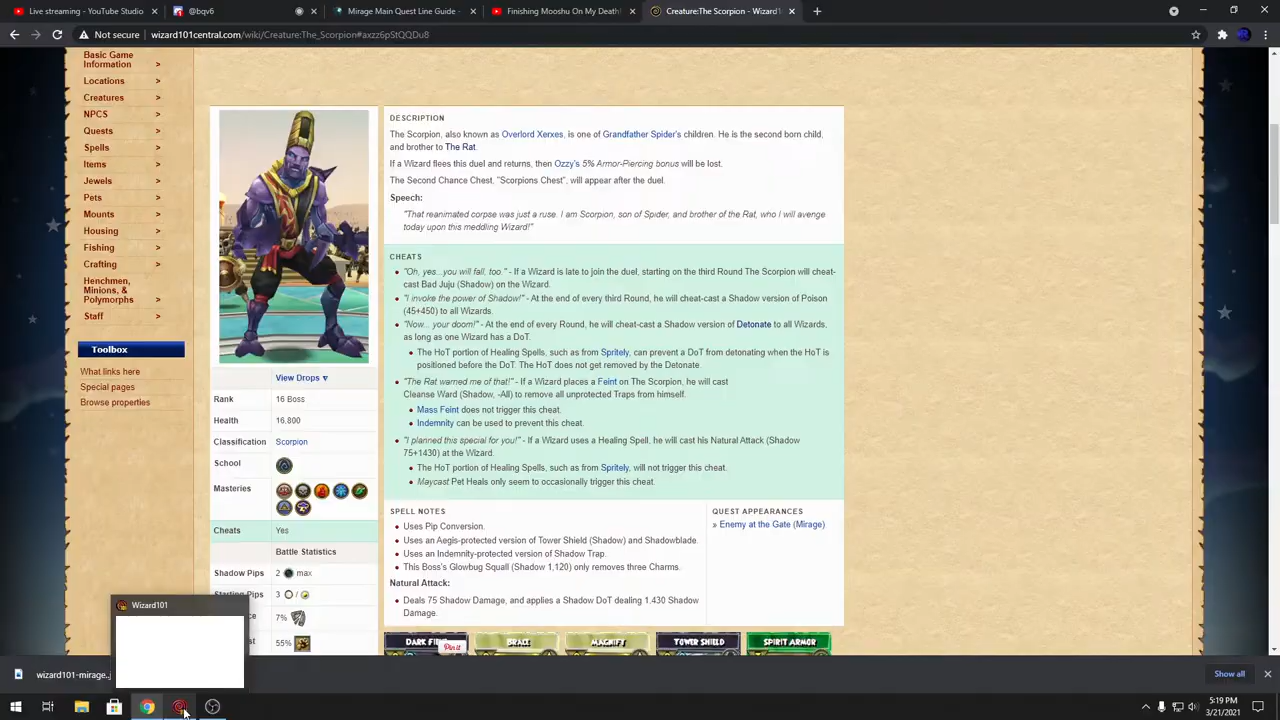 Live streaming - YouTube Studio
@bqy6
Mirage Main Quest Line Guide -
Fishing Mooshu on My Death!
Creature:The Scorpion - Wizard1
Not secure wizard101central.com/wiki/Creature:The_Scorpion#axzz6pStQQDu8
Basic Game
Information >
Locations >
Creatures >
NPCS >
Quests >
Spells >
Items >
Jewels >
Pets >
Mounts >
Housing >
Fishing >
Crafting >
Henchmen,
Minions, &
Polymorphs >
Staff >
Toolbox
What links here
Special pages
Browse properties
View Drops
Rank 16 Boss
Health 16,800
Classification Scorpion
School
Masteries
Cheats Yes
Battle Statistics
Shadow Pips 2 max
Starting Pips 3 /
7%
55%
DESCRIPTION
The Scorpion, also known as Overlord Xerxes, is one of Grandfather Spider's children. He is the second born child,
and brother to The Rat.
If a Wizard flees this duel and returns, then Ozzy's 5% Armor-Piercing bonus will be lost.
The Second Chance Chest, "Scorpions Chest", will appear after the duel.
Speech:
"That reanimated corpse was just a ruse. I am Scorpion, son of Spider, and brother of the Rat, who I will avenge
today upon this meddling Wizard!"
CHEATS
"Oh, yes...you will fall, too." - If a Wizard is late to join the duel, starting on the third Round The Scorpion will cheat-
cast Bad Juju (Shadow) on the Wizard.
"I invoke the power of Shadow!" - At the end of every third Round, he will cheat-cast a Shadow version of Poison
(45+450) to all Wizards.
"Now... your doom!" - At the end of every Round, he will cheat-cast a Shadow version of Detonate to all Wizards,
as long as one Wizard has a DoT.
The HoT portion of Healing Spells, such as from Spritely, can prevent a DoT from detonating when the HoT is
positioned before the DoT. The HoT does not get removed by the Detonate.
"The Rat warned me of that!" - If a Wizard places a Feint on The Scorpion, he will cast
Cleanse Ward (Shadow, -All) to remove all unprotected Traps from himself.
Mass Feint does not trigger this cheat.
Indemnity can be used to prevent this cheat.
"I planned this special for you!" - If a Wizard uses a Healing Spell, he will cast his Natural Attack (Shadow
75+1430) at the Wizard.
The HoT portion of Healing Spells, such as from Spritely, will not trigger this cheat.
Maycast Pet Heals only seem to occasionally trigger this cheat.
SPELL NOTES
Uses Pip Conversion.
Uses an Aegis-protected version of Tower Shield (Shadow) and Shadowblade.
Uses an Indemnity-protected version of Shadow Trap.
This Boss's Glowbug Squall (Shadow 1,120) only removes three Charms.
Natural Attack:
Deals 75 Shadow Damage, and applies a Shadow DoT dealing 1.430 Shadow
Damage.
QUEST APPEARANCES
» Enemy at the Gate (Mirage)
Pin it
BRACE
MAGNIFY
TOWER SHIELD
SPIRIT ARMOR
Wizard101
wizard101-mirage...
Show all
5:19 PM
3/21/2021